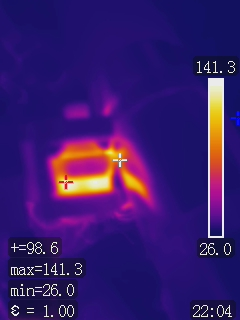 141.3
26.0
+=98.6
max=141.3
min=26.0
Ɛ = 1.00
22:04